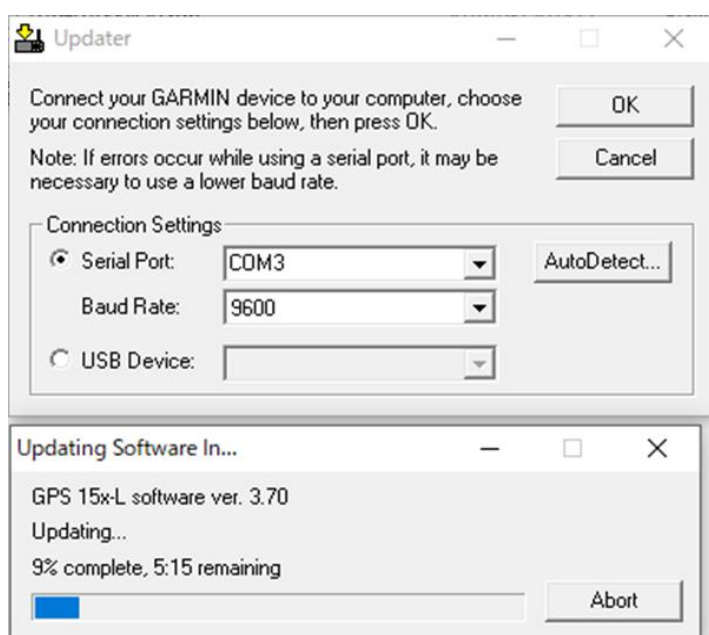 Updater
Connect your GARMIN device to your computer, choose
your connection settings below, then press OK.
OK
Note: If errors occur while using a serial port, it may be
necessary to use a lower baud rate.
Cancel
Connection Settings
Serial Port:
COM3
AutoDetect...
Baud Rate:
9600
USB Device:
Updating Software In...
GPS 15x-L software ver. 3.70
Updating...
9% complete, 5:15 remaining
Abort